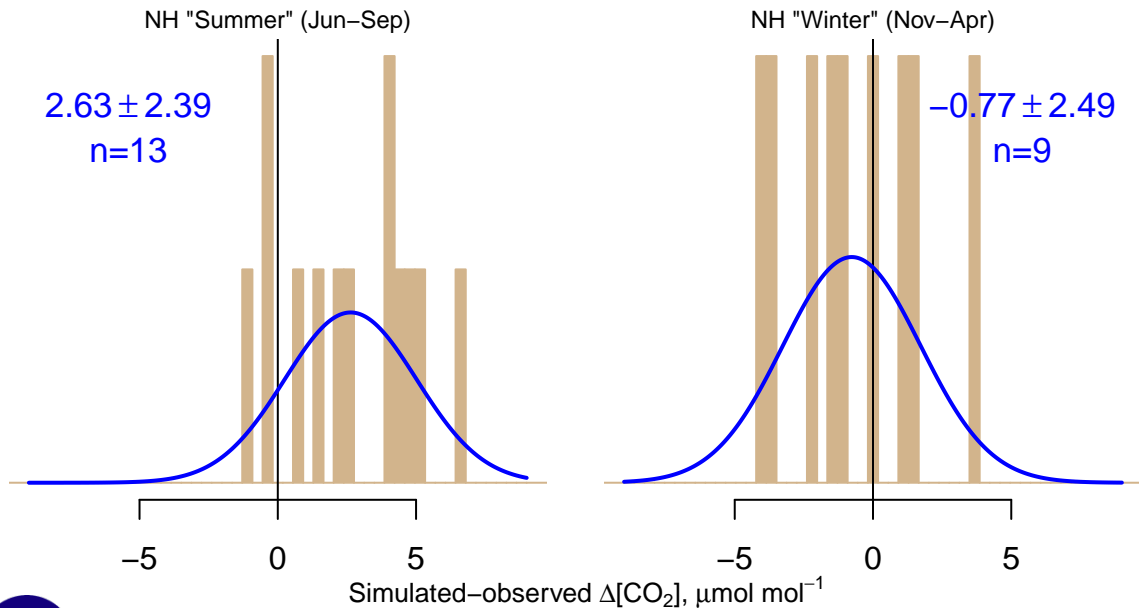 NH "Summer" (Jun−Sep)
2.63 ± 2.39
n=13
−5 0 5
NH "Winter" (Nov−Apr)
−0.77 ± 2.49
n=9
−5 0 5
Simulated−observed Δ[CO₂], μmol mol⁻¹